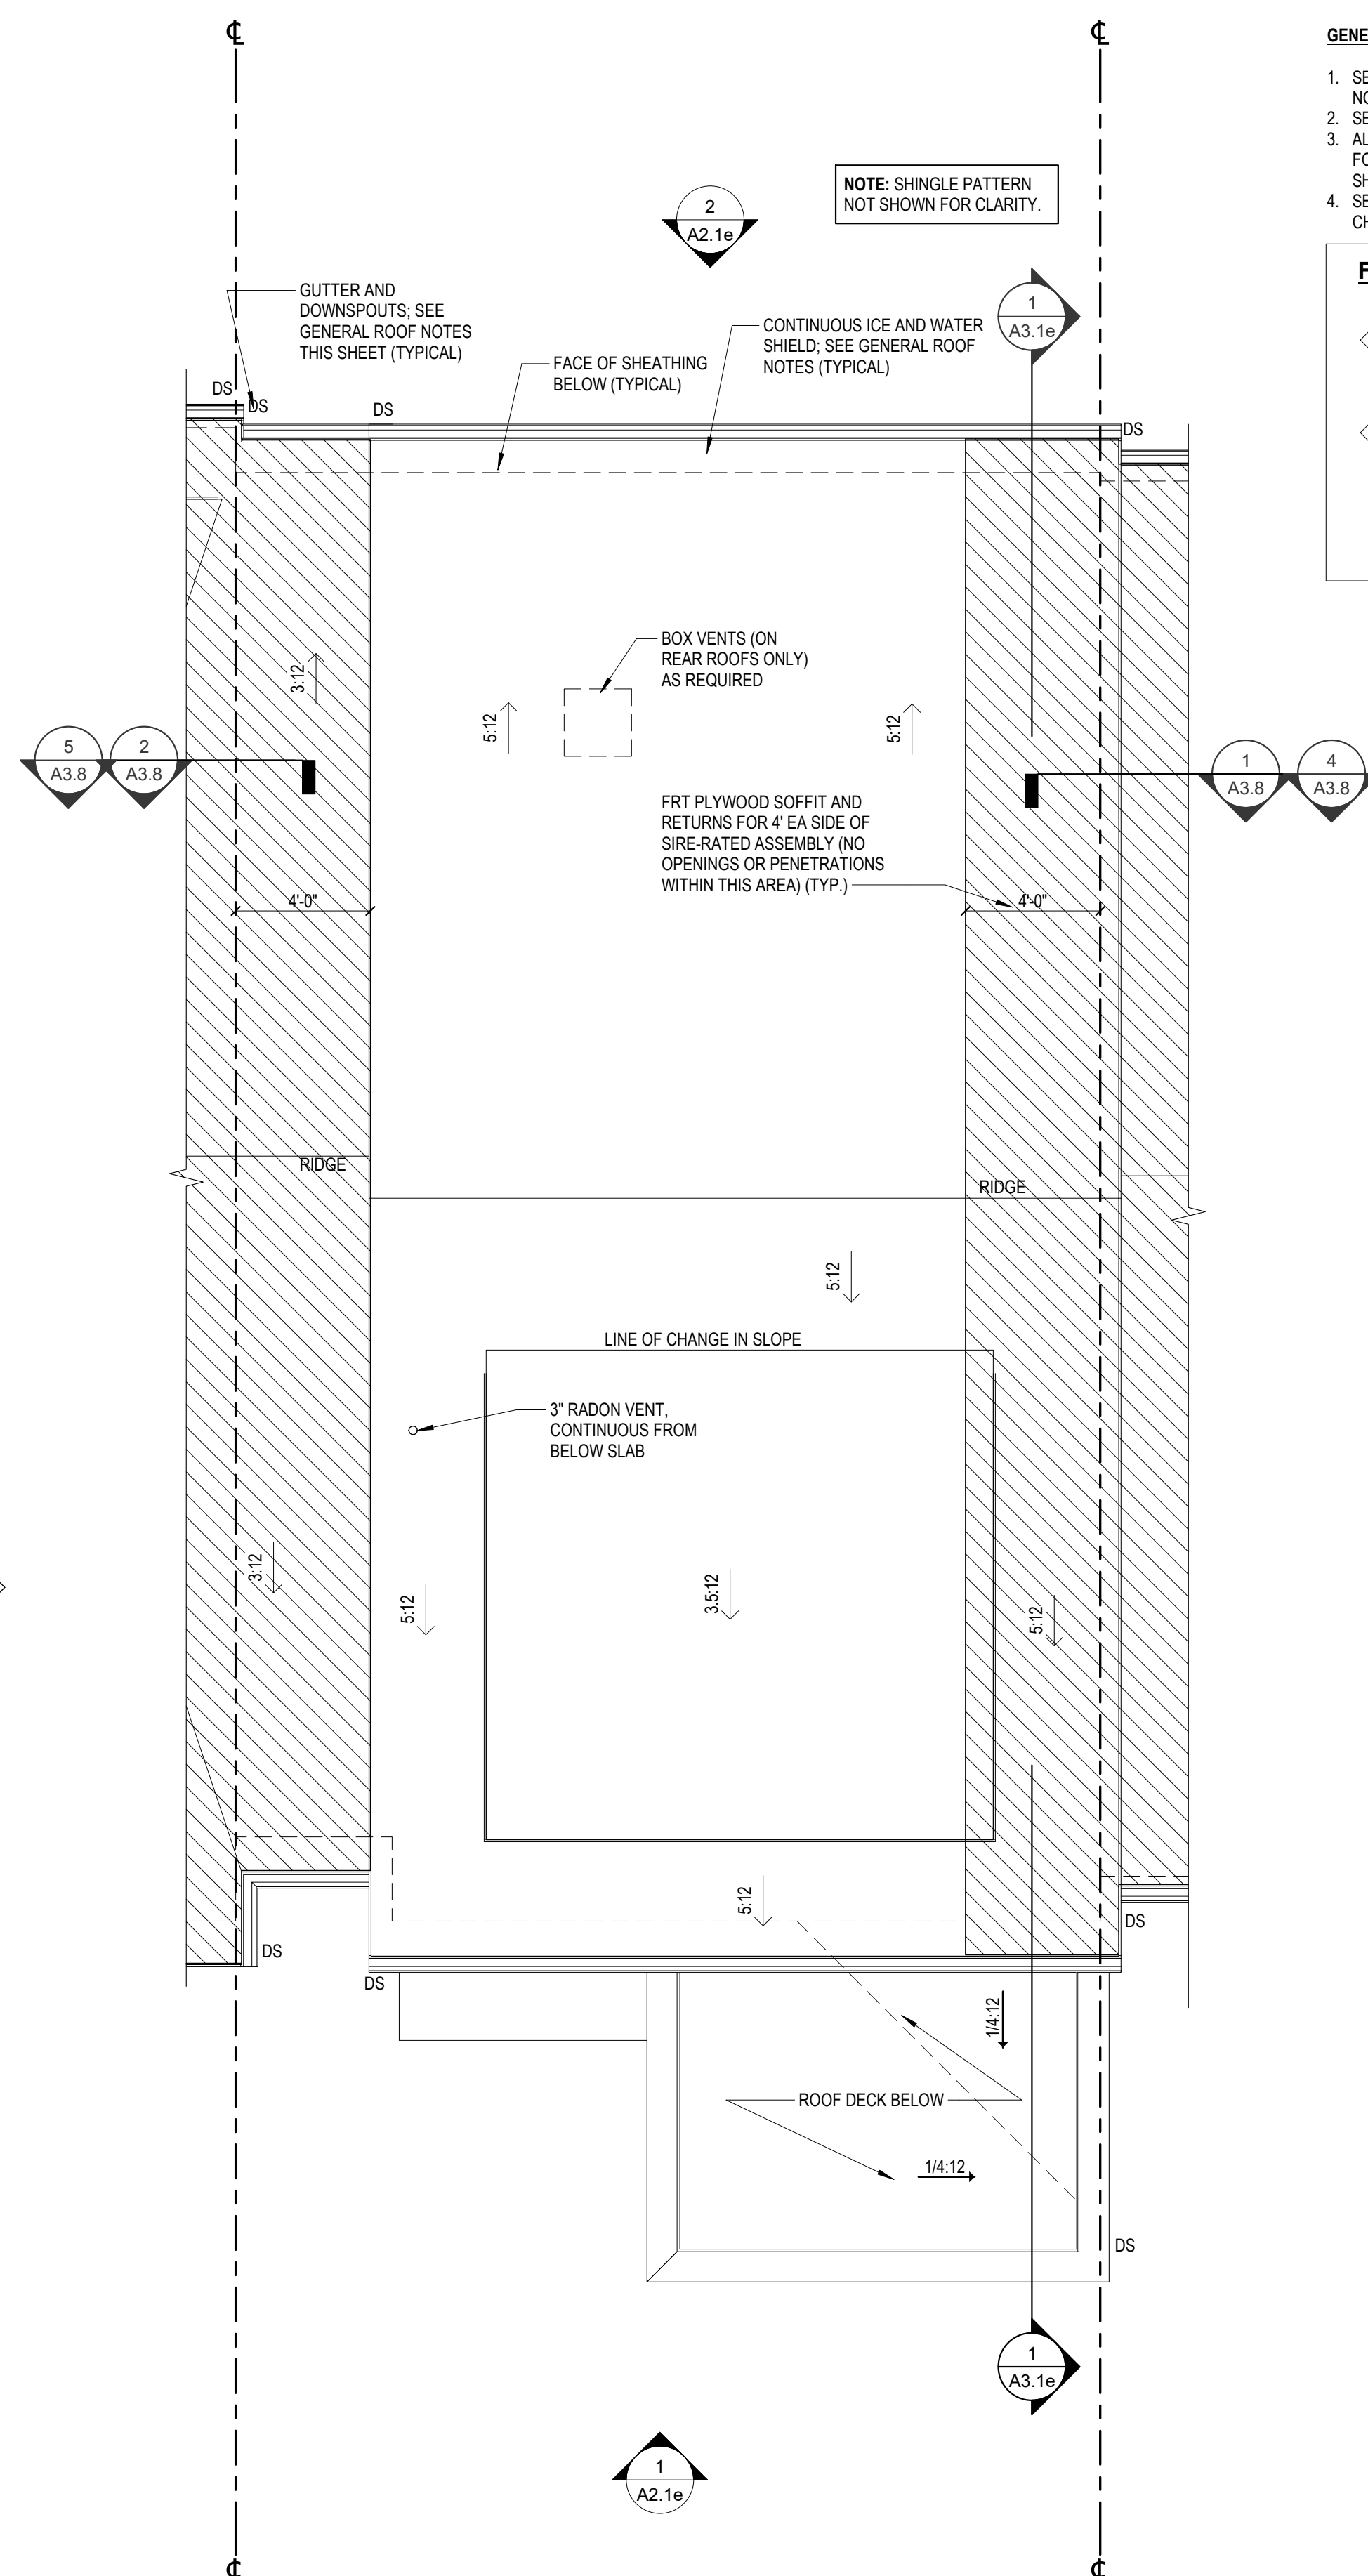 ℄
℄
GENE
1. SE
NO
2. SE
3. AL
FO
SH
4. SE
CH
F
NOTE: SHINGLE PATTERN
NOT SHOWN FOR CLARITY.
2
A2.1e
1
A3.1e
GUTTER AND
DOWNSPOUTS; SEE
GENERAL ROOF NOTES
THIS SHEET (TYPICAL)
FACE OF SHEATHING
BELOW (TYPICAL)
CONTINUOUS ICE AND WATER
SHIELD; SEE GENERAL ROOF
NOTES (TYPICAL)
DS
DS
DS
DS
BOX VENTS (ON
REAR ROOFS ONLY)
AS REQUIRED
3:12
5:12
5:12
5
A3.8
2
A3.8
1
A3.8
4
A3.8
FRT PLYWOOD SOFFIT AND
RETURNS FOR 4' EA SIDE OF
SIRE-RATED ASSEMBLY (NO
OPENINGS OR PENETRATIONS
WITHIN THIS AREA) (TYP.)
4'-0"
4'-0"
RIDGE
RIDGE
5:12
LINE OF CHANGE IN SLOPE
3" RADON VENT,
CONTINUOUS FROM
BELOW SLAB
3:12
5:12
3.5:12
5:12
5:12
DS
DS
DS
1/4:12
ROOF DECK BELOW
1/4:12
DS
1
A3.1e
1
A2.1e
℄
℄